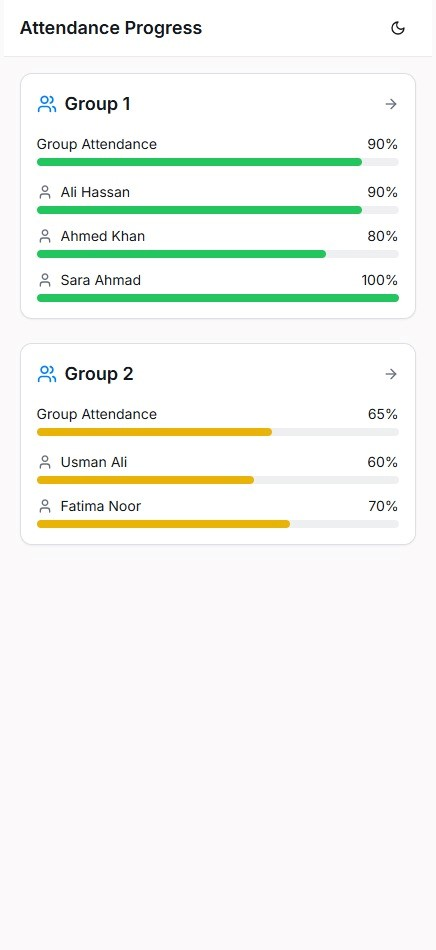 Attendance Progress
Group 1
Group Attendance 90%
Ali Hassan 90%
Ahmed Khan 80%
Sara Ahmad 100%
Group 2
Group Attendance 65%
Usman Ali 60%
Fatima Noor 70%